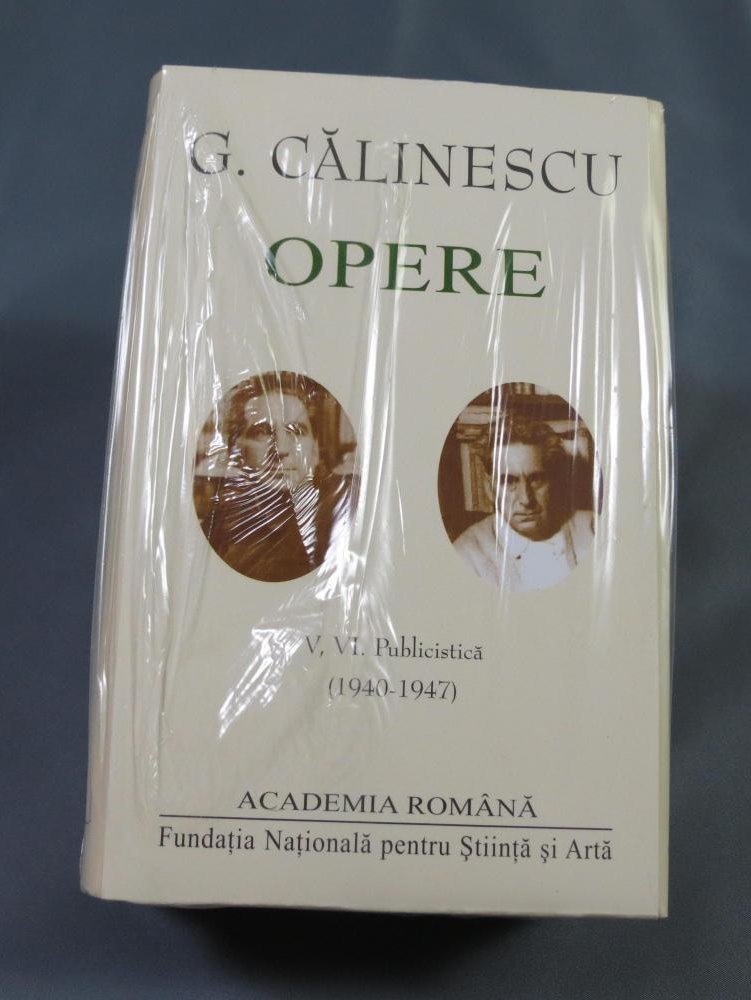 G. CĂLINESCU
OPERE
V, VI. Publicistică
(1940-1947)
ACADEMIA ROMÂNĂ
Fundația Națională pentru Știință și Artă